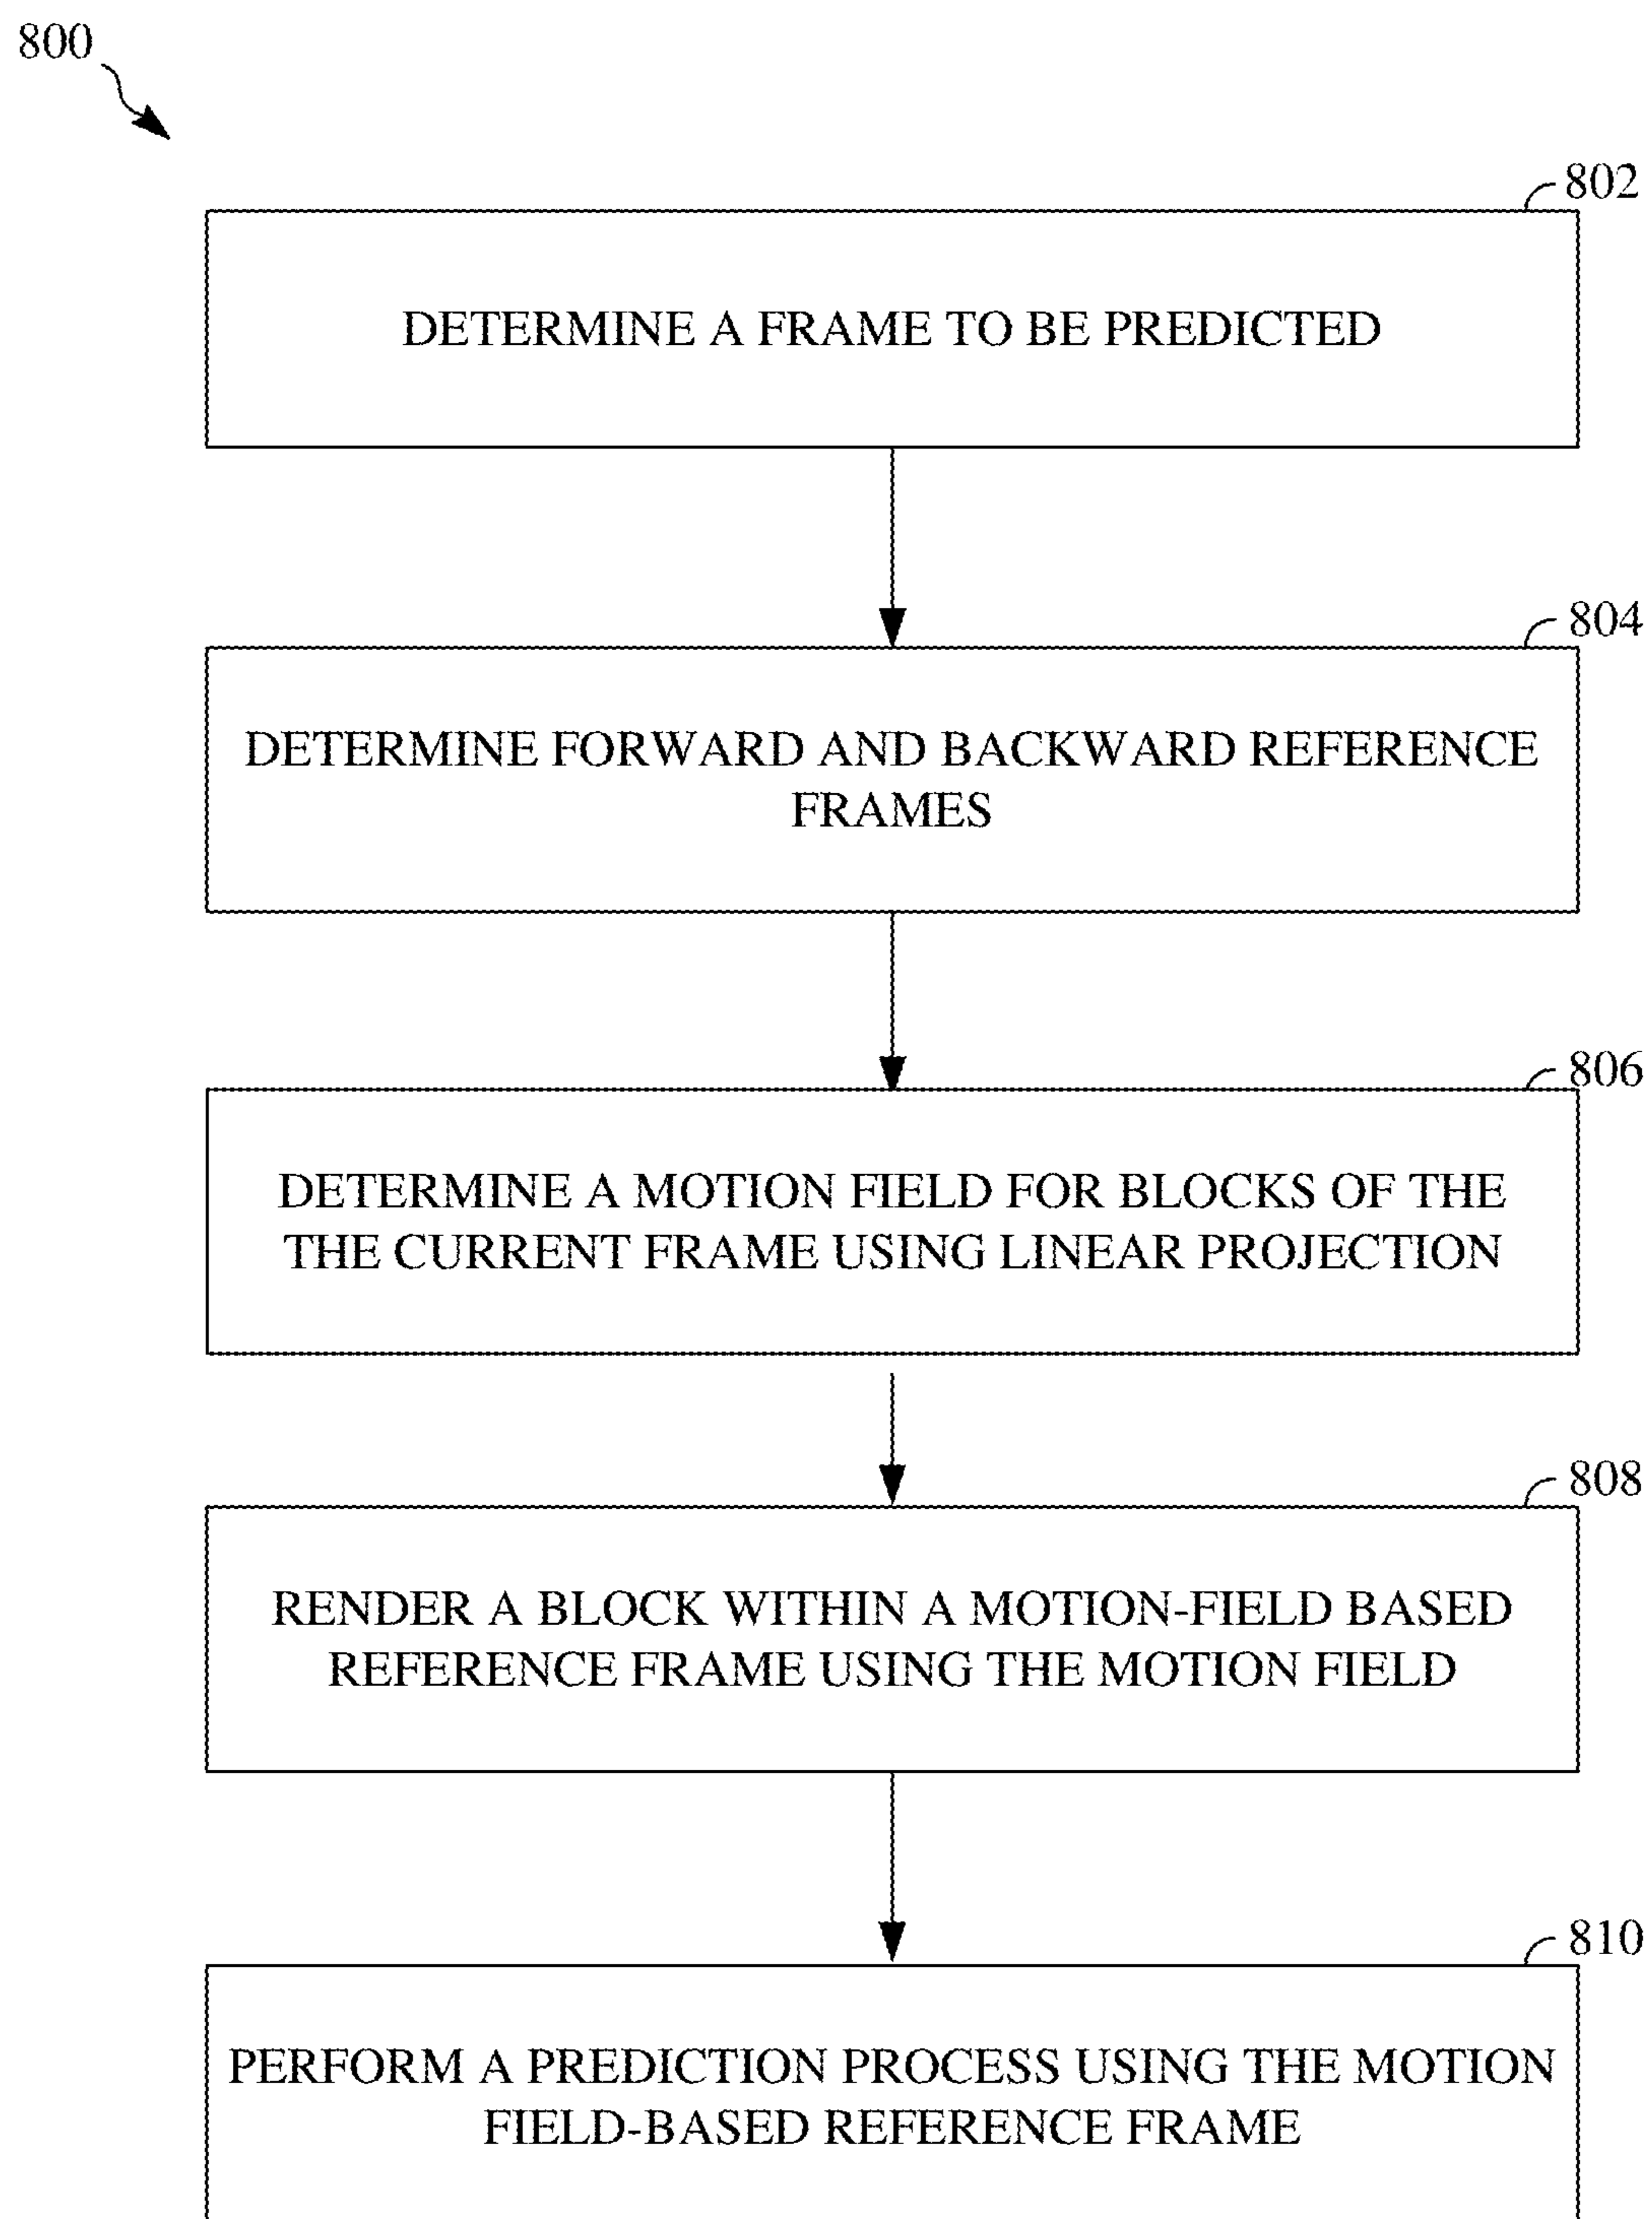 800
802
DETERMINE A FRAME TO BE PREDICTED
804
DETERMINE FORWARD AND BACKWARD REFERENCE
FRAMES
806
DETERMINE A MOTION FIELD FOR BLOCKS OF THE
THE CURRENT FRAME USING LINEAR PROJECTION
808
RENDER A BLOCK WITHIN A MOTION-FIELD BASED
REFERENCE FRAME USING THE MOTION FIELD
810
PERFORM A PREDICTION PROCESS USING THE MOTION
FIELD-BASED REFERENCE FRAME